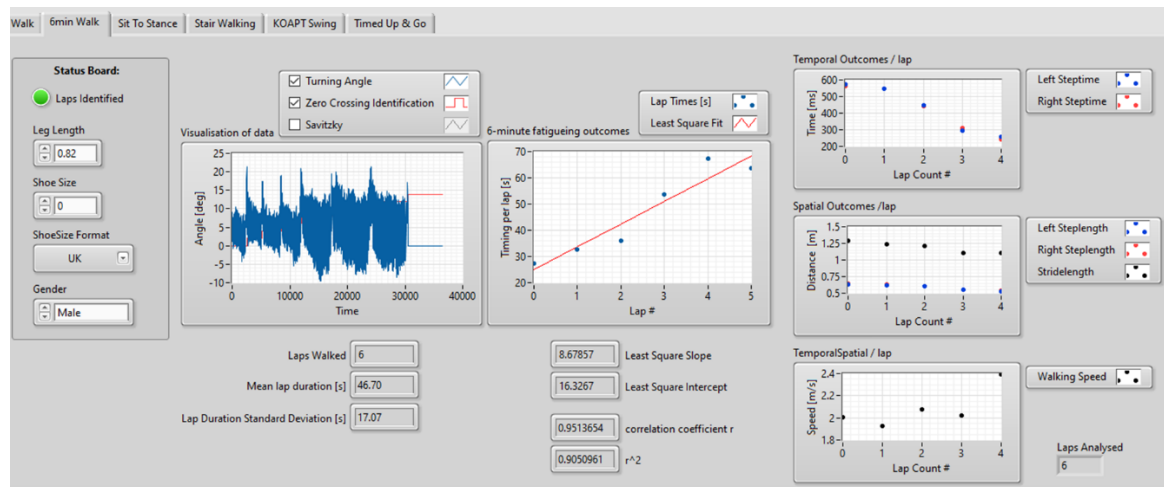 Walk 6min Walk Sit To Stance Stair Walking KOAPT Swing Timed Up & Go
Status Board:
Laps Identified
Leg Length
0.82
Shoe Size
0
ShoeSize Format
UK
Gender
Male
Turning Angle
Zero Crossing Identification
Savitzky
Visualisation of data
Angle [deg]
25
20
15
10
5
0
-5
-10
0 10000 20000 30000 40000
Time
Lap Times [s]
Least Square Fit
6-minute fatigueing outcomes
Timing per lap [s]
70
60
50
40
30
20
0 1 2 3 4 5
Lap #
Laps Walked 6
Mean lap duration [s] 46.70
Lap Duration Standard Deviation [s] 17.07
8.67857 Least Square Slope
16.3267 Least Square Intercept
0.9513654 correlation coefficient r
0.9050961 r^2
Temporal Outcomes / lap
Time [ms]
600
500
400
300
200
0 1 2 3 4
Lap Count #
Left Steptime
Right Steptime
Spatial Outcomes /lap
Distance [m]
1.5
1.25
1
0.75
0.5
0 1 2 3 4
Lap Count #
Left Steplength
Right Steplength
Stridelength
TemporalSpatial / lap
Speed [m/s]
2.4
2.2
2
1.8
0 1 2 3 4
Lap Count #
Walking Speed
Laps Analysed
6